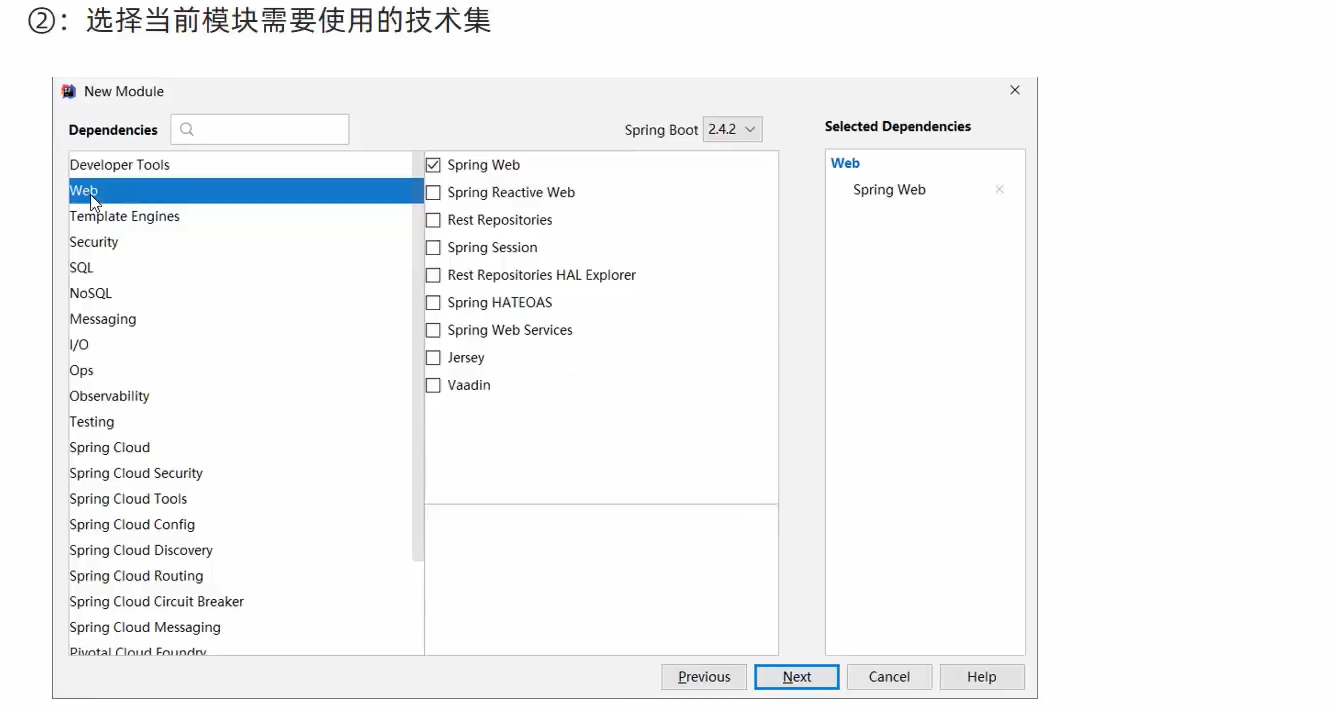 ②：选择当前模块需要使用的技术集
New Module
Dependencies
Spring Boot 2.4.2
Selected Dependencies
Developer Tools
Web
Template Engines
Security
SQL
NoSQL
Messaging
I/O
Ops
Observability
Testing
Spring Cloud
Spring Cloud Security
Spring Cloud Tools
Spring Cloud Config
Spring Cloud Discovery
Spring Cloud Routing
Spring Cloud Circuit Breaker
Spring Cloud Messaging
Pivotal Cloud Foundry
Spring Web
Spring Reactive Web
Rest Repositories
Spring Session
Rest Repositories HAL Explorer
Spring HATEOAS
Spring Web Services
Jersey
Vaadin
Web
Spring Web
Previous
Next
Cancel
Help